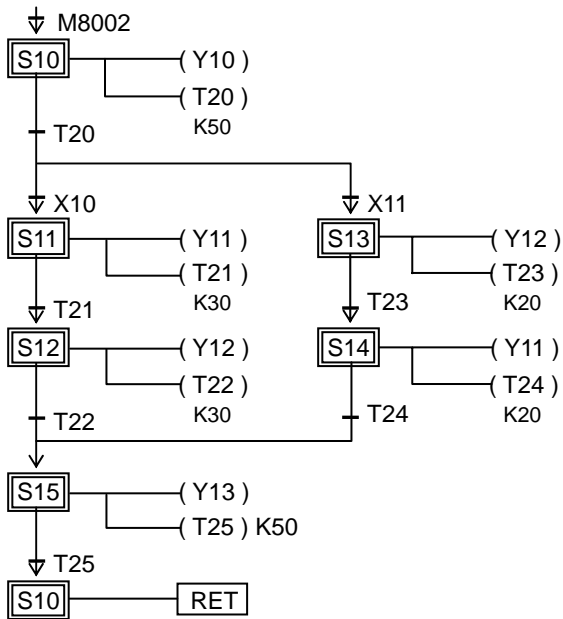 M8002
S10 ( Y10 )
( T20 )
K50
T20
X10 X11
S11 ( Y11 ) S13 ( Y12 )
( T21 ) ( T23 )
K30 K20
T21 T23
S12 ( Y12 ) S14 ( Y11 )
( T22 ) ( T24 )
K30 K20
T22 T24
S15 ( Y13 )
( T25 ) K50
T25
S10 RET